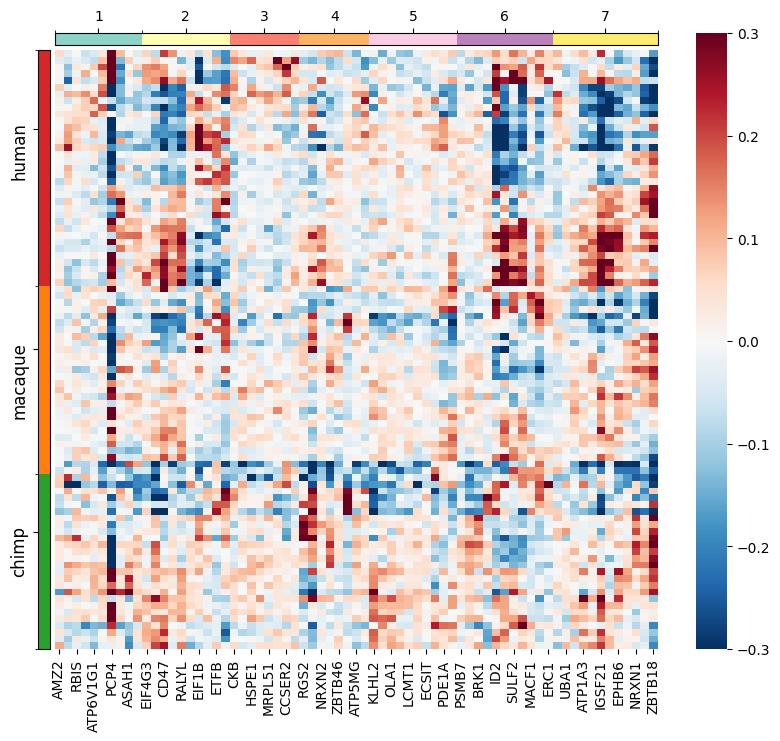 1 2 3 4 5 6 7
human
macaque
chimp
0.3
0.2
0.1
0.0
−0.1
−0.2
−0.3
AMZ2
RBIS
ATP6V1G1
PCP4
ASAH1
EIF4G3
CD47
RALYL
EIF1B
ETFB
CKB
HSPE1
MRPL51
CCSER2
RGS2
NRXN2
ZBTB46
ATP5MG
KLHL2
OLA1
LCMT1
ECSIT
PDE1A
PSMB7
BRK1
ID2
SULF2
MACF1
ERC1
UBA1
ATP1A3
IGSF21
EPHB6
NRXN1
ZBTB18